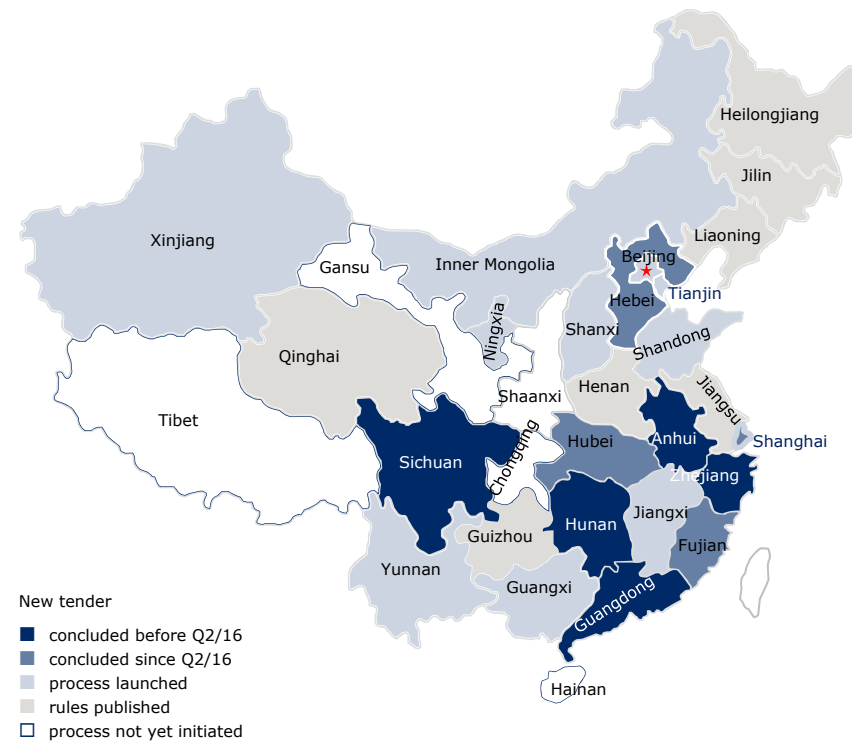 Heilongjiang
Jilin
Liaoning
Xinjiang
Beijing
Inner Mongolia
Gansu
Tianjin
Hebei
Ningxia
Shanxi
Shandong
Qinghai
Henan
Jiangsu
Shaanxi
Tibet
Hubei
Anhui
Shanghai
Sichuan
Chongqing
Zhejiang
Jiangxi
Hunan
Guizhou
Fujian
Yunnan
Guangxi
Guangdong
Hainan
New tender
concluded before Q2/16
concluded since Q2/16
process launched
rules published
process not yet initiated